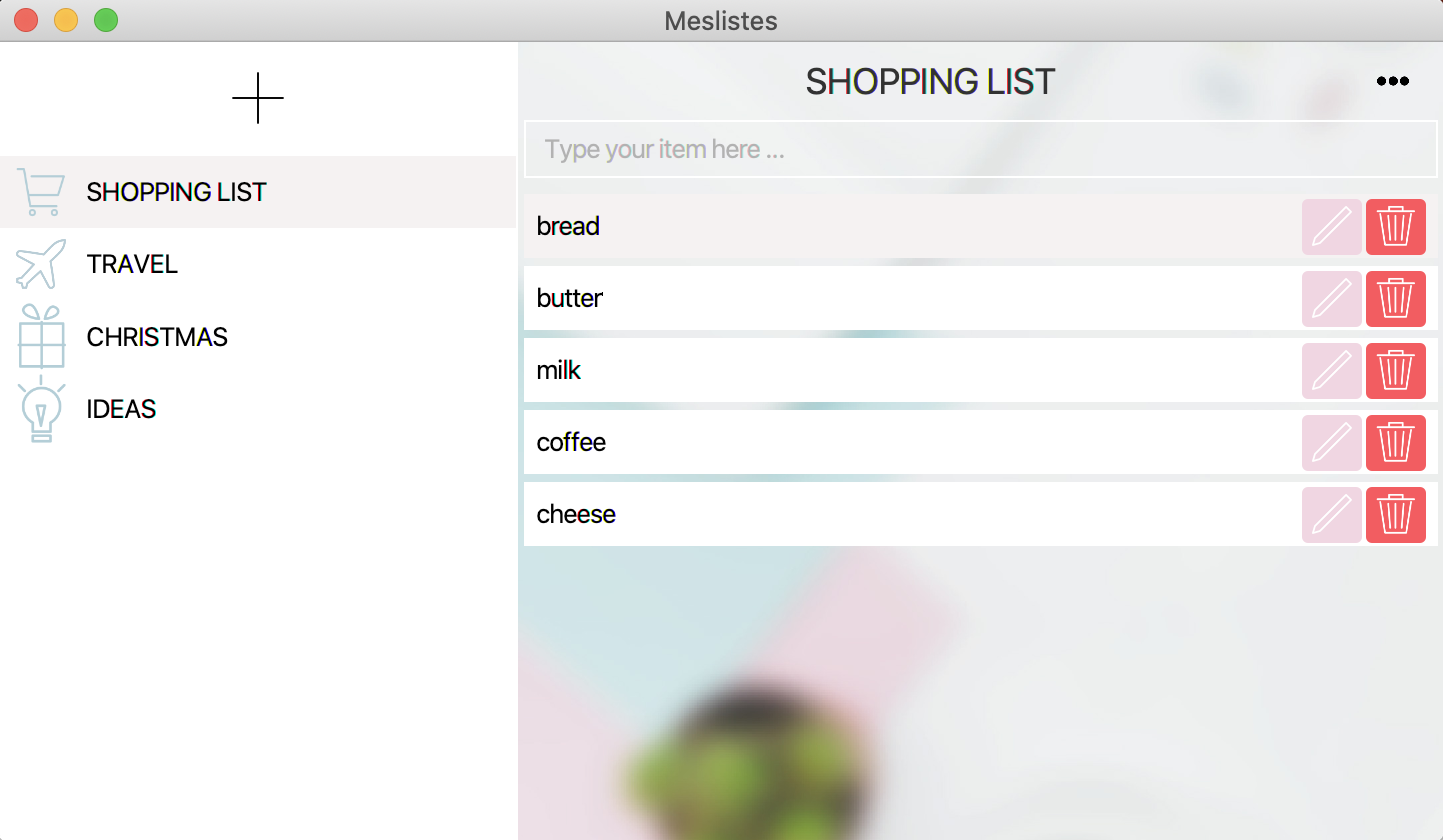 Meslistes
SHOPPING LIST
TRAVEL
CHRISTMAS
IDEAS
SHOPPING LIST
Type your item here ...
bread
butter
milk
coffee
cheese